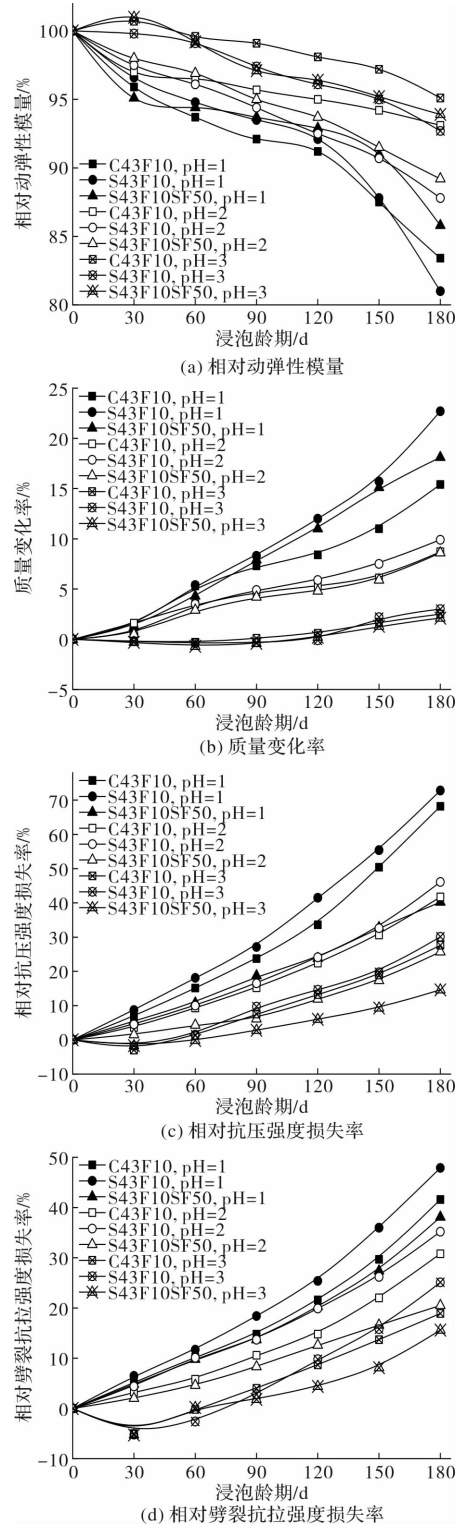 100
95
90
85
80
相对动弹性模量/%
C43F10, pH=1
S43F10, pH=1
S43F10SF50, pH=1
C43F10, pH=2
S43F10, pH=2
S43F10SF50, pH=2
C43F10, pH=3
S43F10, pH=3
S43F10SF50, pH=3
0 30 60 90 120 150 180
浸泡龄期/d
(a) 相对动弹性模量
25
20
15
10
5
0
-5
质量变化率/%
C43F10, pH=1
S43F10, pH=1
S43F10SF50, pH=1
C43F10, pH=2
S43F10, pH=2
S43F10SF50, pH=2
C43F10, pH=3
S43F10, pH=3
S43F10SF50, pH=3
0 30 60 90 120 150 180
浸泡龄期/d
(b) 质量变化率
70
60
50
40
30
20
10
0
-10
相对抗压强度损失率/%
C43F10, pH=1
S43F10, pH=1
S43F10SF50, pH=1
C43F10, pH=2
S43F10, pH=2
S43F10SF50, pH=2
C43F10, pH=3
S43F10, pH=3
S43F10SF50, pH=3
0 30 60 90 120 150 180
浸泡龄期/d
(c) 相对抗压强度损失率
50
40
30
20
10
0
-10
相对劈裂抗拉强度损失率/%
C43F10, pH=1
S43F10, pH=1
S43F10SF50, pH=1
C43F10, pH=2
S43F10, pH=2
S43F10SF50, pH=2
C43F10, pH=3
S43F10, pH=3
S43F10SF50, pH=3
0 30 60 90 120 150 180
浸泡龄期/d
(d) 相对劈裂抗拉强度损失率